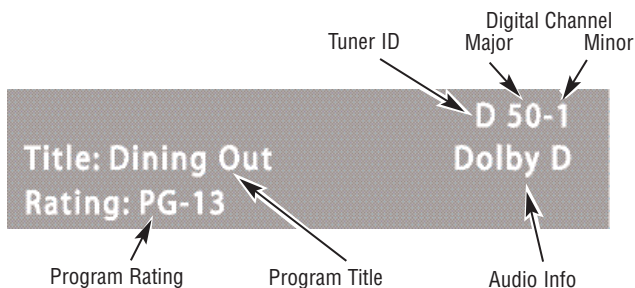 Digital Channel
Tuner ID Major Minor
D 50-1
Title: Dining Out Dolby D
Rating: PG-13
Program Rating Program Title Audio Info